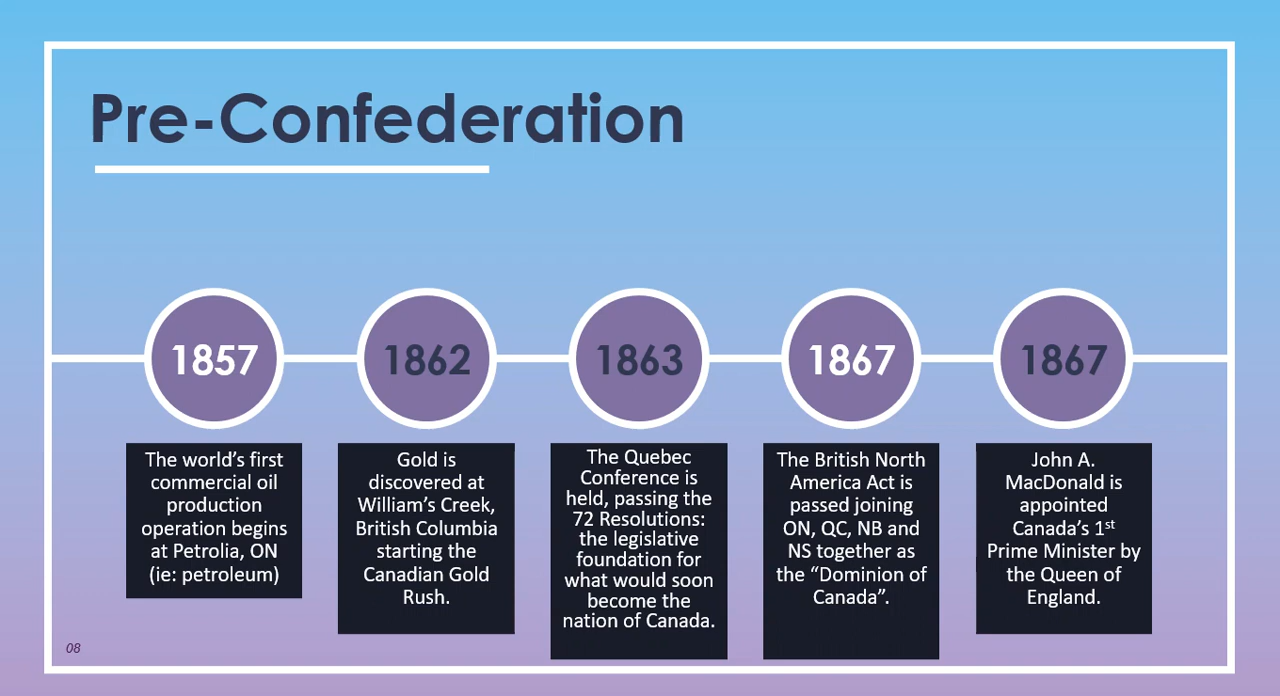 Pre-Confederation
1857
1862
1863
1867
1867
The world's first
commercial oil
production
operation begins
at Petrolia, ON
(ie: petroleum)
Gold is
discovered at
William's Creek,
British Columbia
starting the
Canadian Gold
Rush.
The Quebec
Conference is
held, passing the
72 Resolutions:
the legislative
foundation for
what would soon
become the
nation of Canada.
The British North
America Act is
passed joining
ON, QC, NB and
NS together as
the “Dominion of
Canada”.
John A.
MacDonald is
appointed
Canada's 1st
Prime Minister by
the Queen of
England.
08